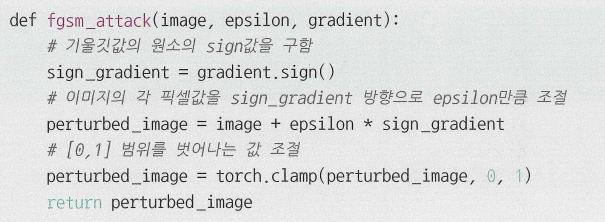 def fgsm_attack(image, epsilon, gradient):
    # 기울깃값의 원소의 sign값을 구함
    sign_gradient = gradient.sign()
    # 이미지의 각 픽셀값을 sign_gradient 방향으로 epsilon만큼 조절
    perturbed_image = image + epsilon * sign_gradient
    # [0,1] 범위를 벗어나는 값 조절
    perturbed_image = torch.clamp(perturbed_image, 0, 1)
    return perturbed_image